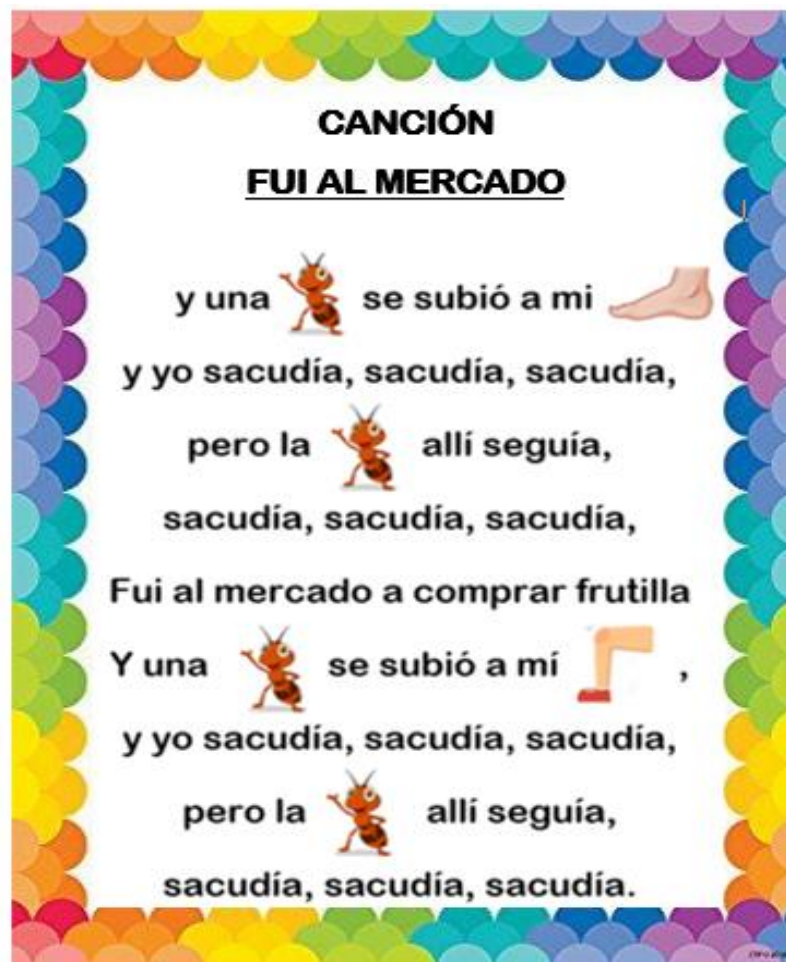 CANCIÓN
FUI AL MERCADO
y una se subió a mi
y yo sacudía, sacudía, sacudía,
pero la allí seguía,
sacudía, sacudía, sacudía,
Fui al mercado a comprar frutilla
Y una se subió a mí ,
y yo sacudía, sacudía, sacudía,
pero la allí seguía,
sacudía, sacudía, sacudía.